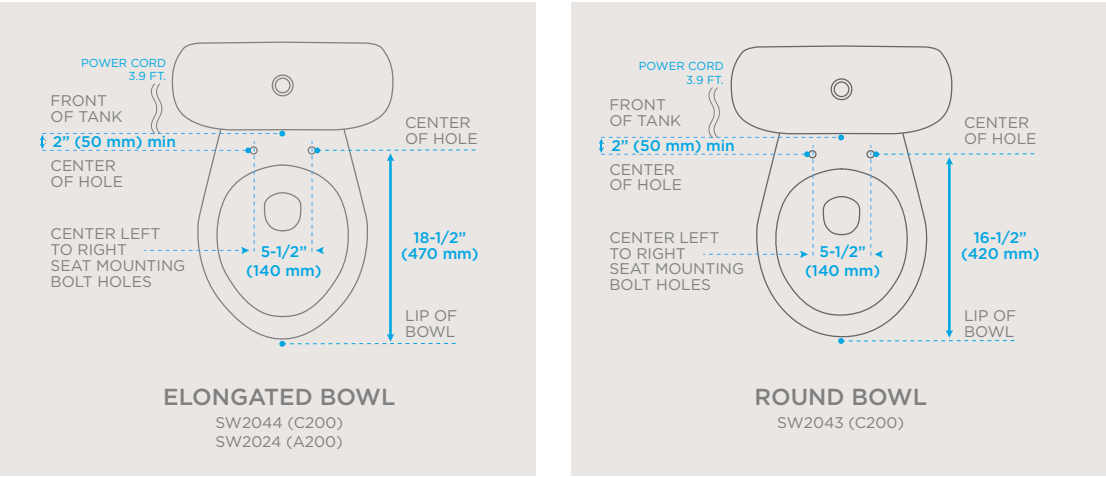 POWER CORD
3.9 FT.
FRONT
OF TANK
2” (50 mm) min
CENTER
OF HOLE
CENTER
OF HOLE
CENTER LEFT
TO RIGHT
SEAT MOUNTING
BOLT HOLES
5-1/2”
(140 mm)
18-1/2”
(470 mm)
LIP OF
BOWL
ELONGATED BOWL
SW2044 (C200)
SW2024 (A200)
POWER CORD
3.9 FT.
FRONT
OF TANK
2” (50 mm) min
CENTER
OF HOLE
CENTER
OF HOLE
CENTER LEFT
TO RIGHT
SEAT MOUNTING
BOLT HOLES
5-1/2”
(140 mm)
16-1/2”
(420 mm)
LIP OF
BOWL
ROUND BOWL
SW2043 (C200)